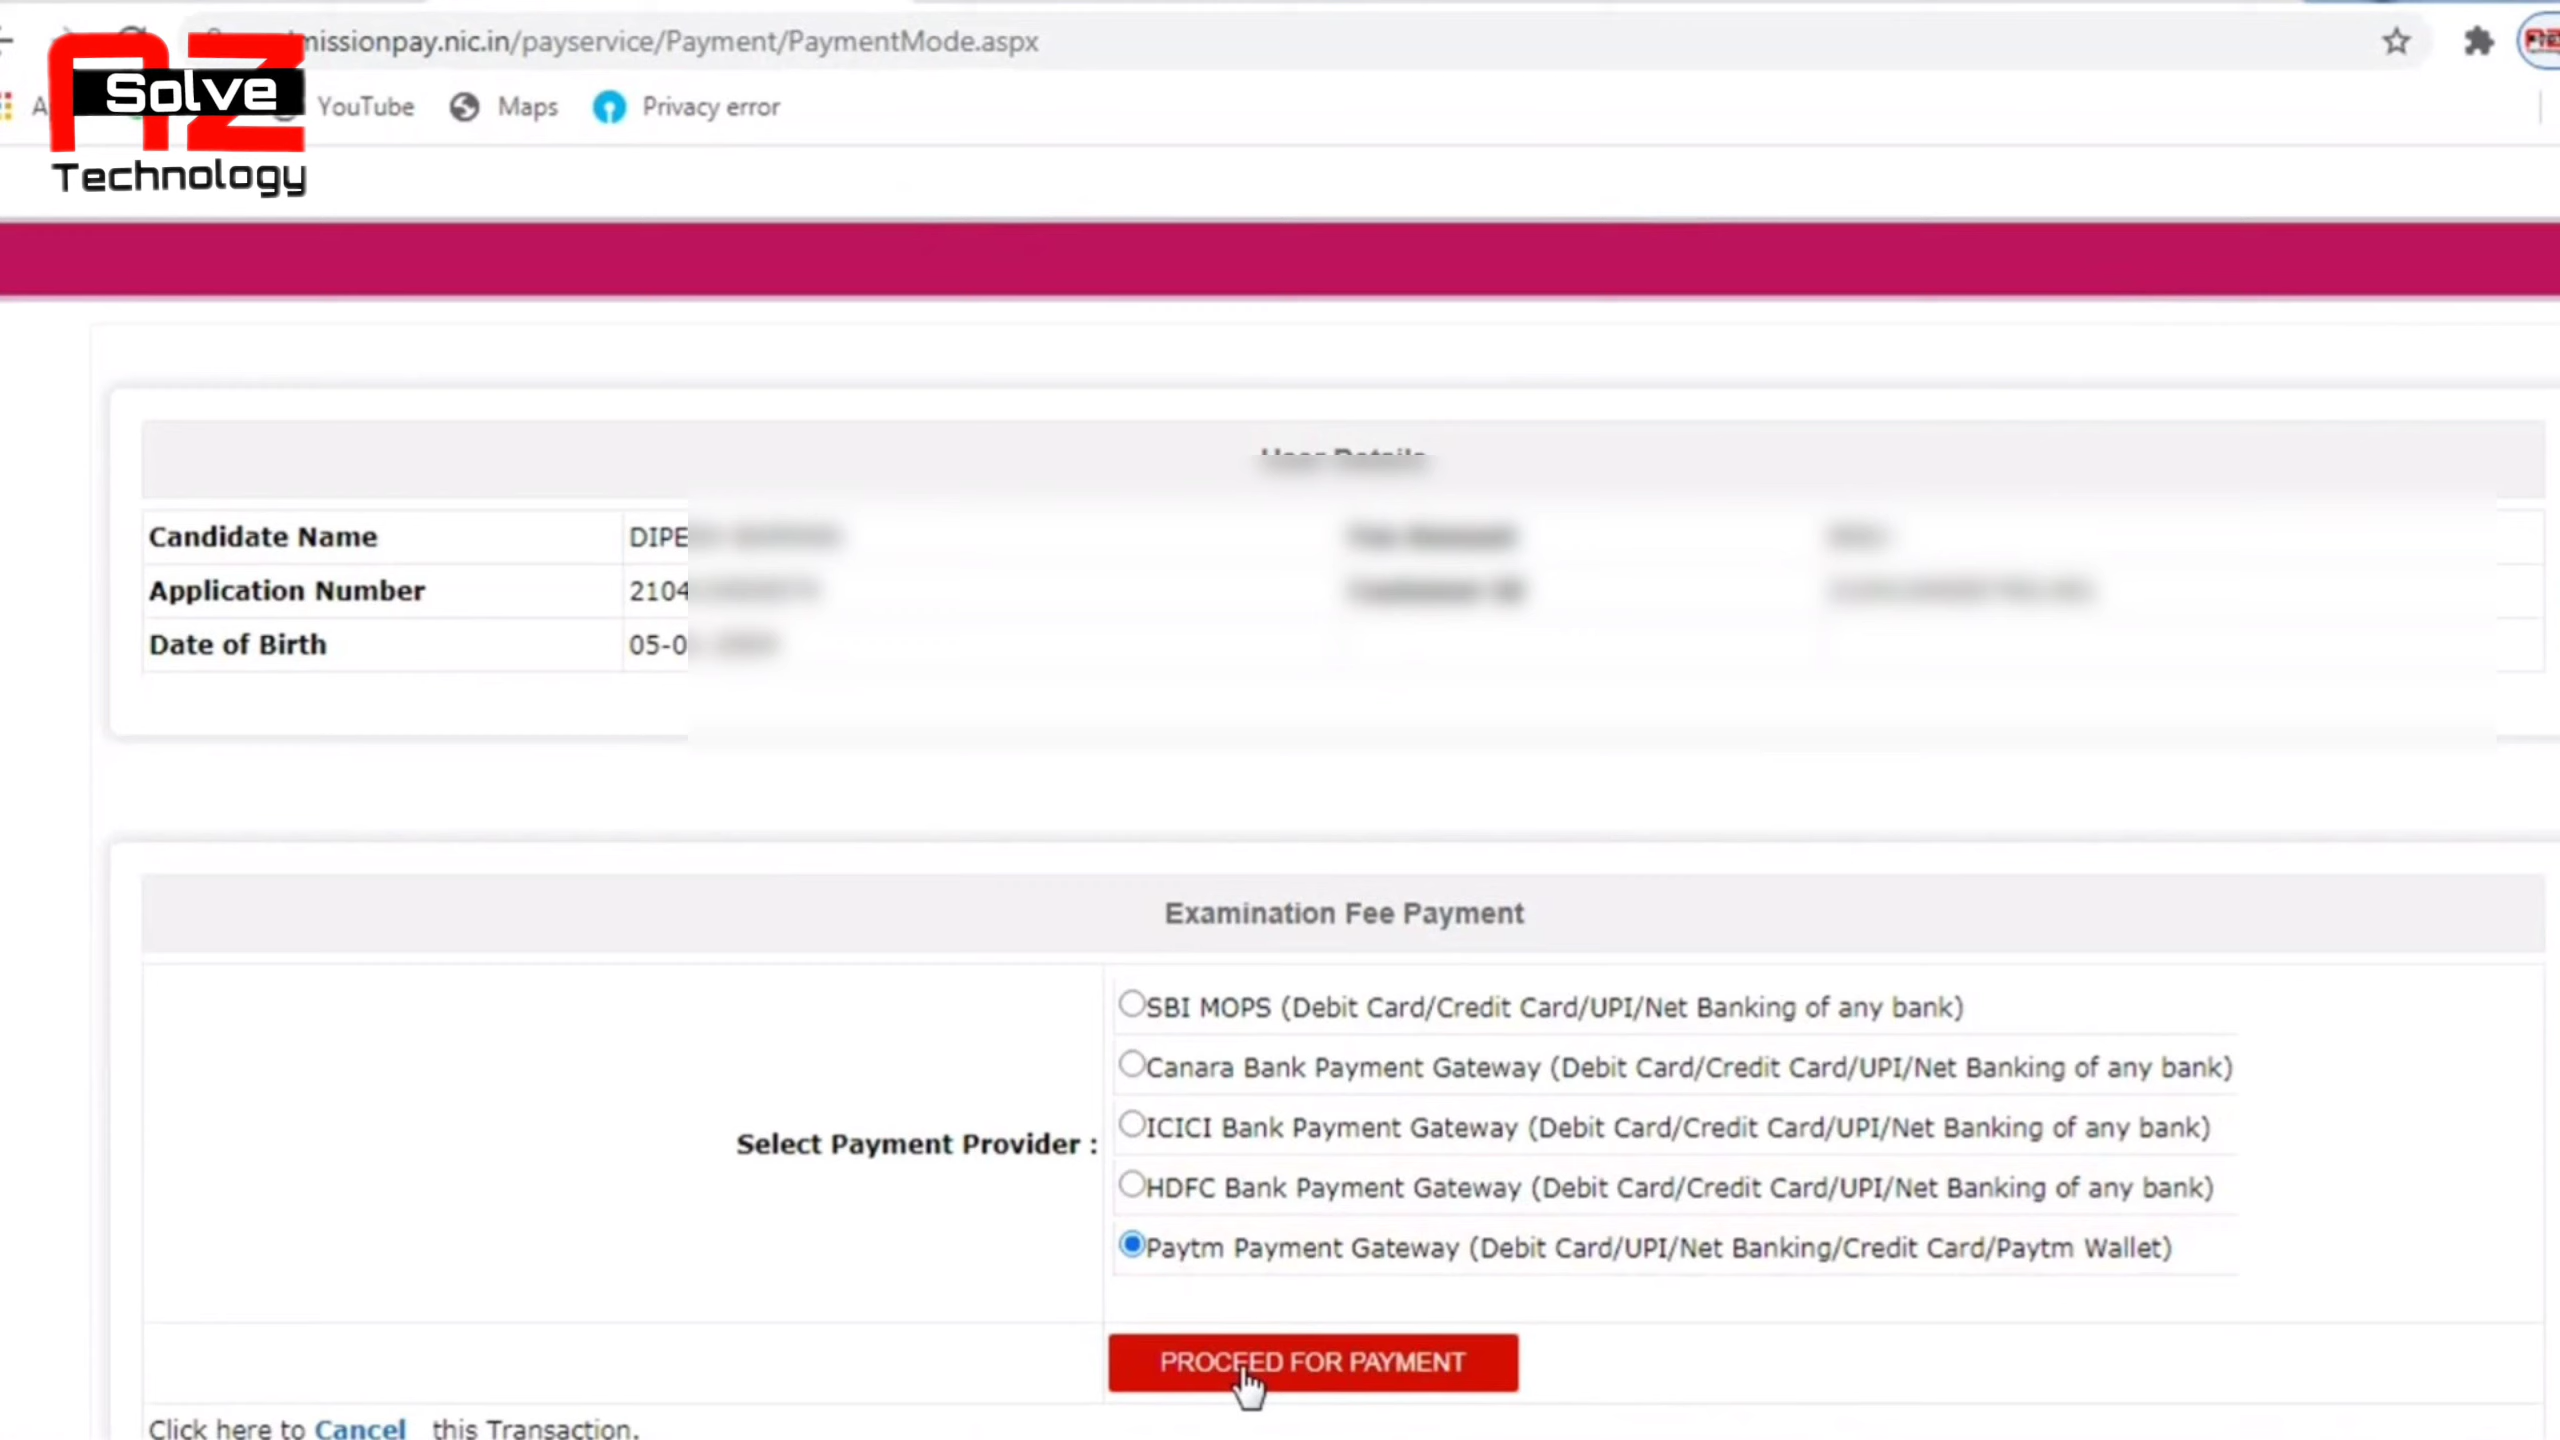 missionpay.nic.in/payservice/Payment/PaymentMode.aspx
Solve
AZ
Technology
YouTube
Maps
Privacy error
User Details
Candidate Name DIPE
Application Number 2104
Date of Birth 05-0
Examination Fee Payment
Select Payment Provider :
SBI MOPS (Debit Card/Credit Card/UPI/Net Banking of any bank)
Canara Bank Payment Gateway (Debit Card/Credit Card/UPI/Net Banking of any bank)
ICICI Bank Payment Gateway (Debit Card/Credit Card/UPI/Net Banking of any bank)
HDFC Bank Payment Gateway (Debit Card/Credit Card/UPI/Net Banking of any bank)
Paytm Payment Gateway (Debit Card/UPI/Net Banking/Credit Card/Paytm Wallet)
PROCEED FOR PAYMENT
Click here to Cancel this Transaction.